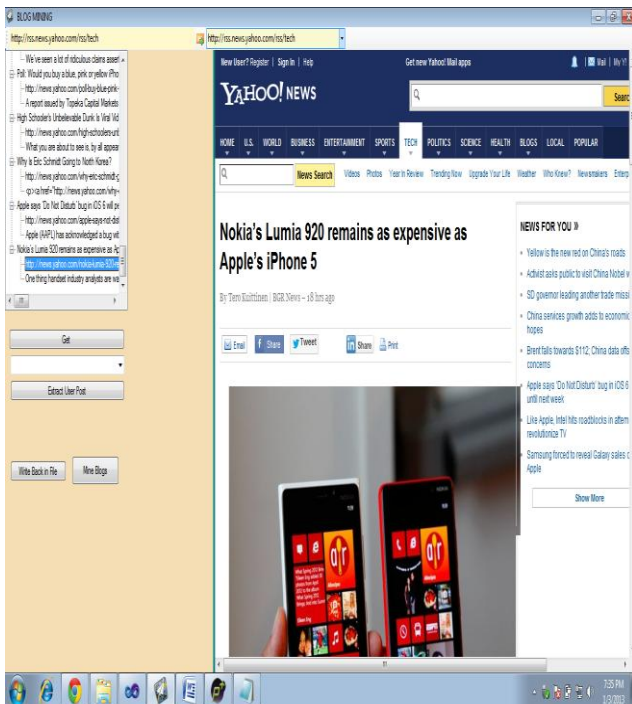 BLOG MINING
http://rss.news.yahoo.com/rss/tech
http://rss.news.yahoo.com/rss/tech
We've seen a lot of ridiculous claims assert
Poll: Would you buy a blue, pink or yellow iPho
http://news.yahoo.com/poll-buy-blue-pink-
A report issued by Topeka Capital Markets
High Schooler's Unbelievable Dunk Is Viral Vid
http://news.yahoo.com/high-schoolers-unb
What you are about to see is, by all appear
Why Is Eric Schmidt Going to North Korea?
http://news.yahoo.com/why-eric-schmidt-g
<p><a href="http://news.yahoo.com/why-
Apple says 'Do Not Disturb' bug in iOS 6 will pe
http://news.yahoo.com/apple-says-not-dist
Apple (AAPL) has acknowledged a bug wit
Nokia's Lumia 920 remains as expensive as Ap
http://news.yahoo.com/nokia-lumia-920-re
One thing handset industry analysts are wa
Get
Extract User Post
Write Back in File
Mine Blogs
New User? Register | Sign In | Help
Get new Yahoo! Mail apps
Mail | My Y!
YAHOO! NEWS
Searc
HOME U.S. WORLD BUSINESS ENTERTAINMENT SPORTS TECH POLITICS SCIENCE HEALTH BLOGS LOCAL POPULAR
News Search Videos Photos Year In Review Trending Now Upgrade Your Life Weather Who Knew? Newsmakers Enterp
Nokia's Lumia 920 remains as expensive as
Apple's iPhone 5
By Tero Kuittinen | BGR News – 18 hrs ago
Email Share Tweet Share Print
NEWS FOR YOU »
Yellow is the new red on China's roads
Activist asks public to visit China Nobel w
SD governor leading another trade missi
China services growth adds to economic
hopes
Brent falls towards $112; China data offs
concerns
Apple says 'Do Not Disturb' bug in iOS 6
until next week
Like Apple, Intel hits roadblocks in attem
revolutionize TV
Samsung forced to reveal Galaxy sales d
Apple
Show More
7:35 PM
1/3/2013